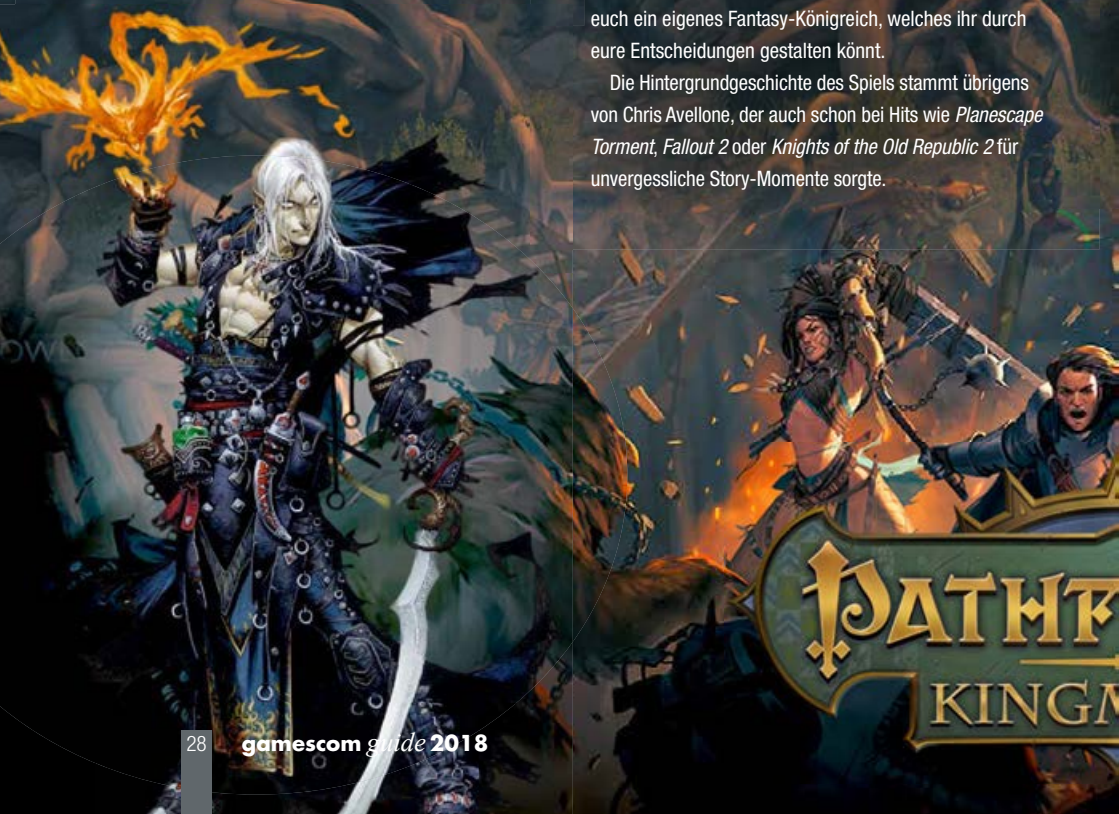 euch ein eigenes Fantasy-Königreich, welches ihr durch
eure Entscheidungen gestalten könnt.
Die Hintergrundgeschichte des Spiels stammt übrigens
von Chris Avellone, der auch schon bei Hits wie Planescape
Torment, Fallout 2 oder Knights of the Old Republic 2 für
unvergessliche Story-Momente sorgte.
PATHF
KINGM
28 gamescom guide 2018